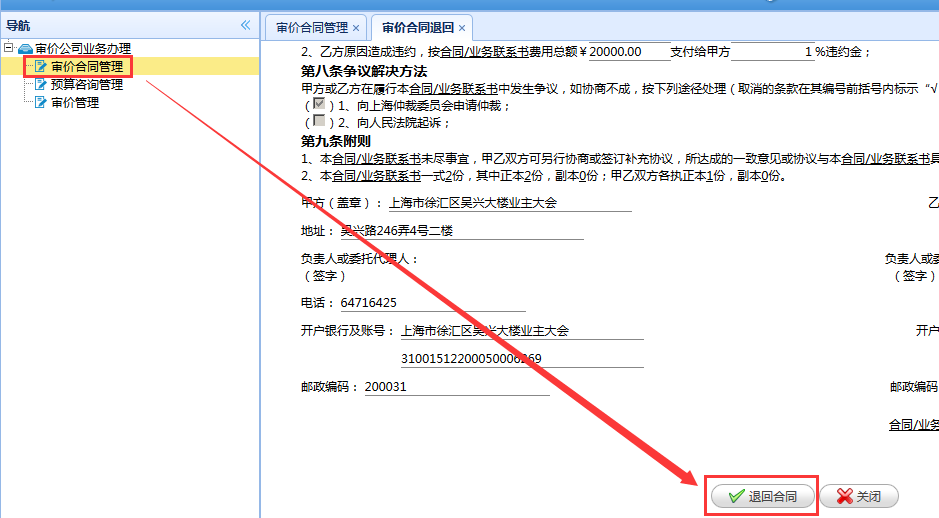 导航
审价公司业务办理
审价合同管理
预算咨询管理
审价管理
审价合同管理 ×
审价合同退回 ×
2、乙方原因造成违约，按合同/业务联系书费用总额￥20000.00 支付给甲方 1 %违约金；
第八条争议解决方法
甲方或乙方在履行本合同/业务联系书中发生争议，如协商不成，按下列途径处理（取消的条款在其编号前括号内标示“√
（ ）1、向上海仲裁委员会申请仲裁；
（ ）2、向人民法院起诉；
第九条附则
1、本合同/业务联系书未尽事宜，甲乙双方可另行协商或签订补充协议，所达成的一致意见或协议与本合同/业务联系书具
2、本合同/业务联系书一式2份，其中正本2份，副本0份；甲乙双方各执正本1份，副本0份。
甲方（盖章）： 上海市徐汇区吴兴大楼业主大会 乙
地址： 吴兴路246弄4号二楼
负责人或委托代理人： 负责人或委
（签字） （签字）
电话： 64716425
开户银行及账号： 上海市徐汇区吴兴大楼业主大会 开户
31001512200050006269
邮政编码： 200031 邮政编码
合同/业务
退回合同 关闭